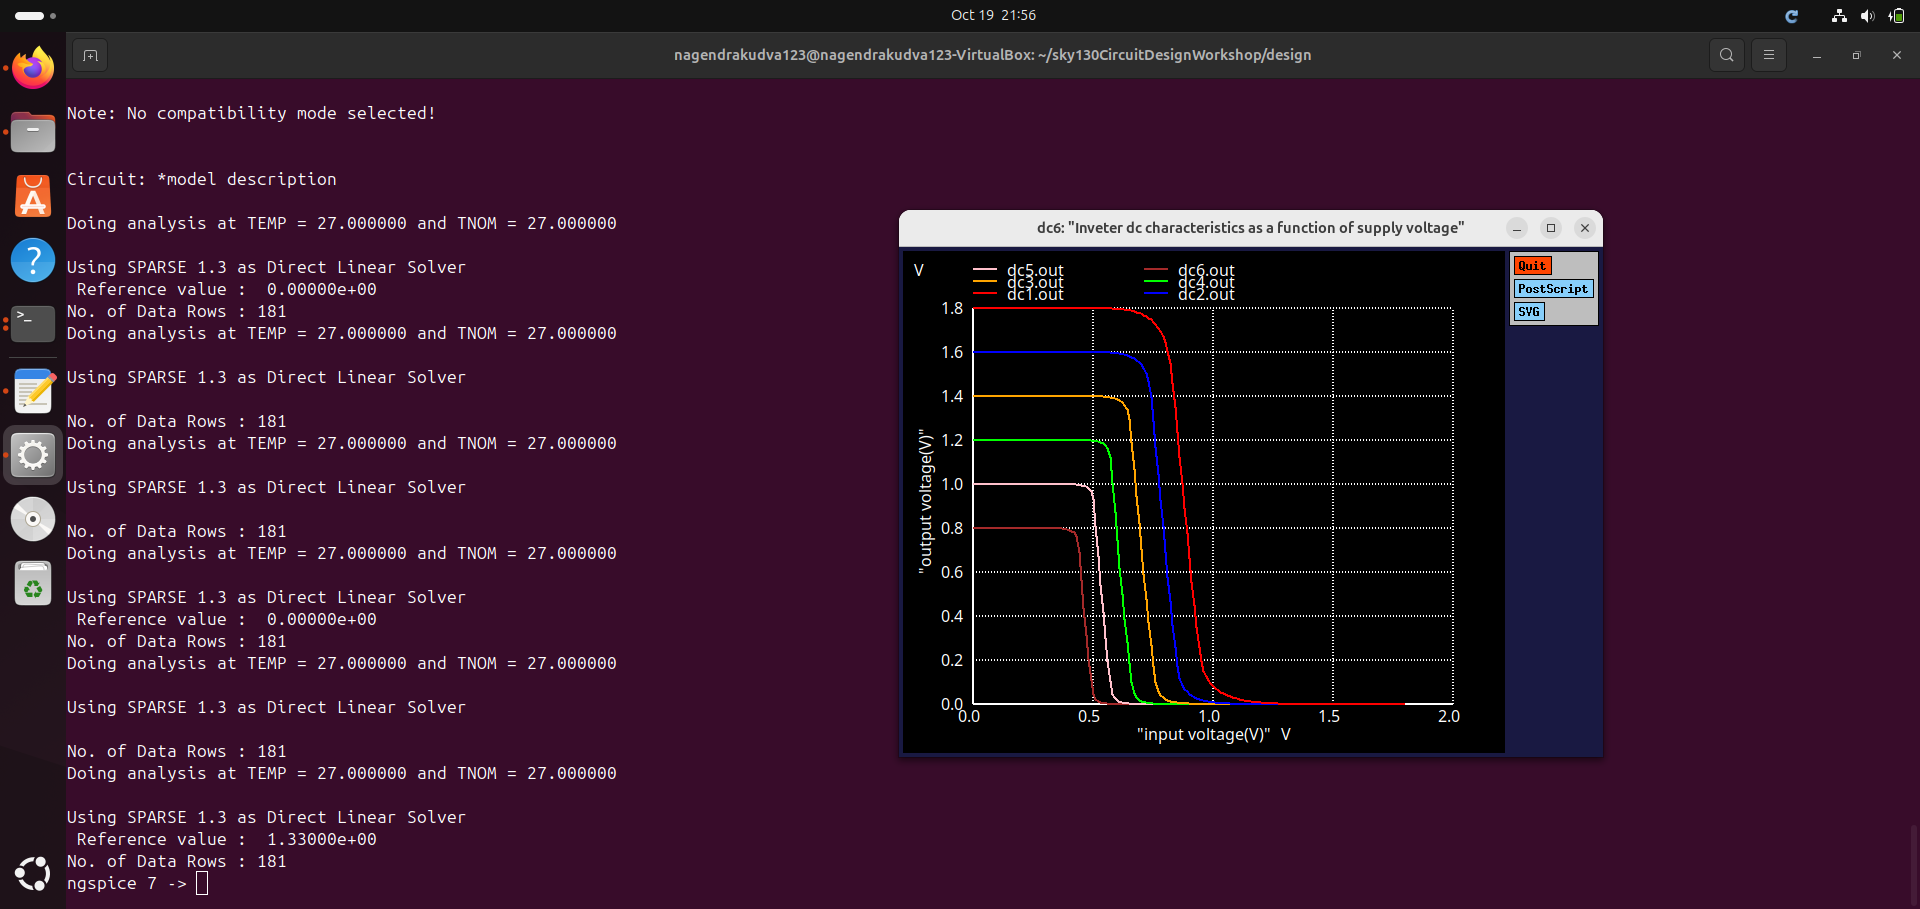 Oct 19 21:56
nagendrakudva123@nagendrakudva123-VirtualBox: ~/sky130CircuitDesignWorkshop/design
Note: No compatibility mode selected!
Circuit: *model description
Doing analysis at TEMP = 27.000000 and TNOM = 27.000000
Using SPARSE 1.3 as Direct Linear Solver
Reference value : 0.00000e+00
No. of Data Rows : 181
Doing analysis at TEMP = 27.000000 and TNOM = 27.000000
Using SPARSE 1.3 as Direct Linear Solver
No. of Data Rows : 181
Doing analysis at TEMP = 27.000000 and TNOM = 27.000000
Using SPARSE 1.3 as Direct Linear Solver
No. of Data Rows : 181
Doing analysis at TEMP = 27.000000 and TNOM = 27.000000
Using SPARSE 1.3 as Direct Linear Solver
Reference value : 0.00000e+00
No. of Data Rows : 181
Doing analysis at TEMP = 27.000000 and TNOM = 27.000000
Using SPARSE 1.3 as Direct Linear Solver
No. of Data Rows : 181
Doing analysis at TEMP = 27.000000 and TNOM = 27.000000
Using SPARSE 1.3 as Direct Linear Solver
Reference value : 1.33000e+00
No. of Data Rows : 181
ngspice 7 ->
dc6: "Inveter dc characteristics as a function of supply voltage"
V
dc5.out dc6.out
dc3.out dc4.out
dc1.out dc2.out
Quit
PostScript
SVG
1.8
1.6
1.4
1.2
1.0
0.8
0.6
0.4
0.2
0.0
"output voltage(V)"
0.0 0.5 1.0 1.5 2.0
"input voltage(V)" V